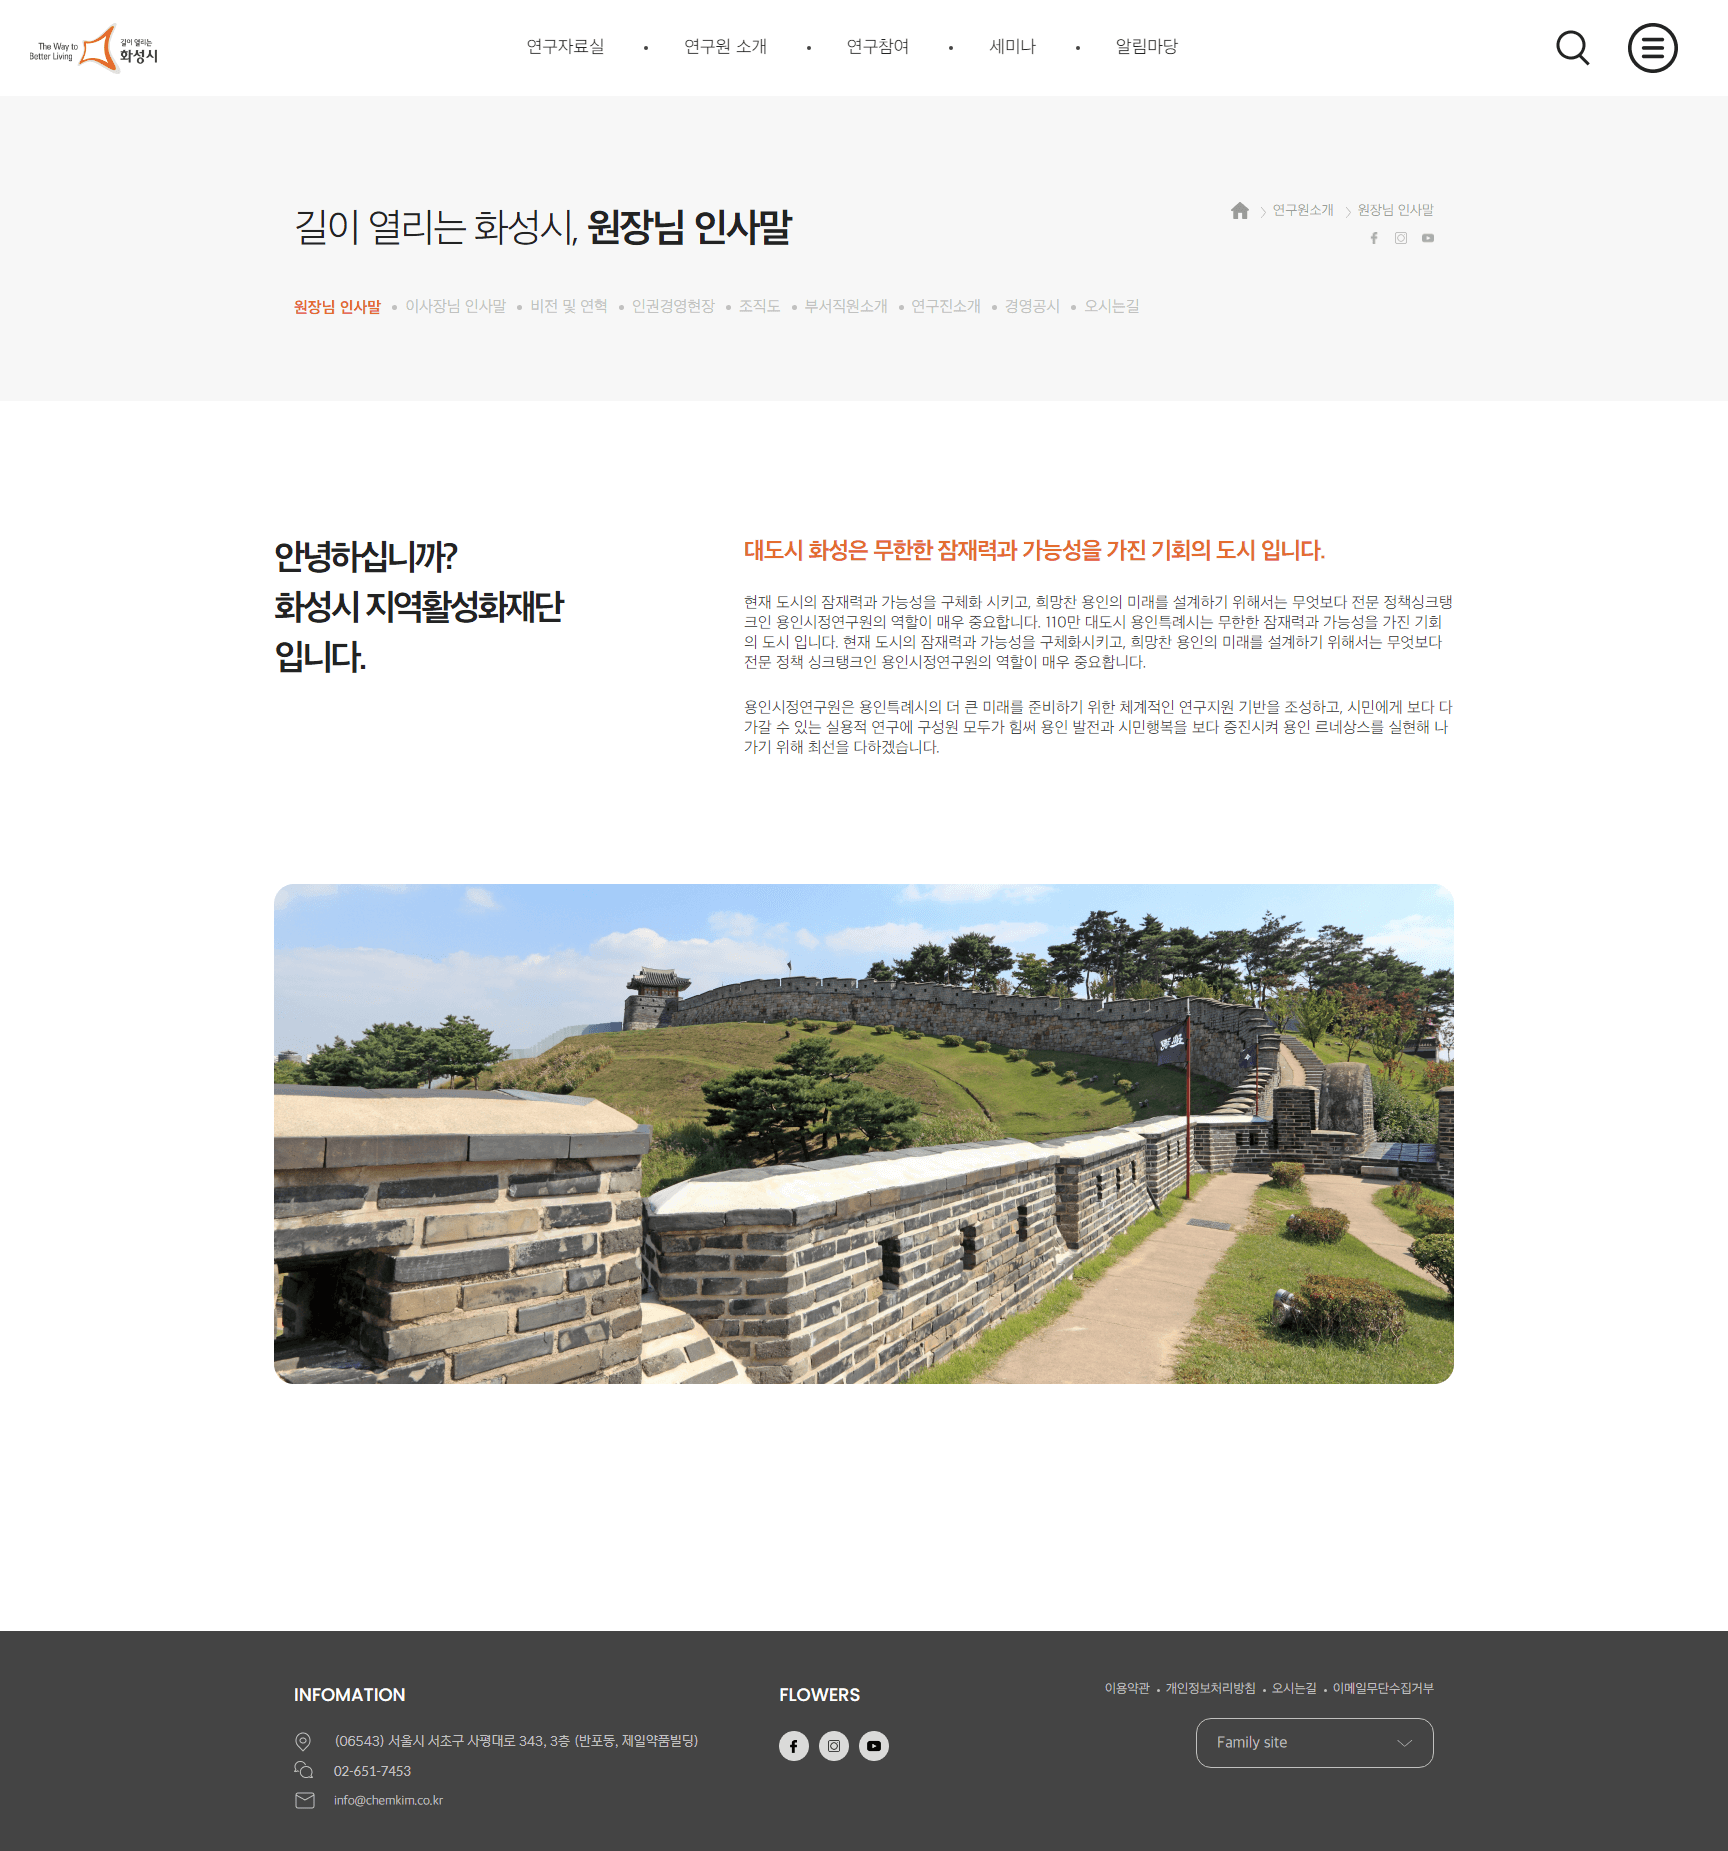 The Way to
Better Living
길이 열리는
화성시
연구자료실 • 연구원 소개 • 연구참여 • 세미나 • 알림마당
길이 열리는 화성시, 원장님 인사말
연구원소개 〉 원장님 인사말
원장님 인사말 • 이사장님 인사말 • 비전 및 연혁 • 인권경영현장 • 조직도 • 부서직원소개 • 연구진소개 • 경영공시 • 오시는길
안녕하십니까?
화성시 지역활성화재단
입니다.
대도시 화성은 무한한 잠재력과 가능성을 가진 기회의 도시 입니다.
현재 도시의 잠재력과 가능성을 구체화 시키고, 희망찬 용인의 미래를 설계하기 위해서는 무엇보다 전문 정책싱크탱
크인 용인시정연구원의 역할이 매우 중요합니다. 110만 대도시 용인특례시는 무한한 잠재력과 가능성을 가진 기회
의 도시 입니다. 현재 도시의 잠재력과 가능성을 구체화시키고, 희망찬 용인의 미래를 설계하기 위해서는 무엇보다
전문 정책 싱크탱크인 용인시정연구원의 역할이 매우 중요홥니다.
용인시정연구원은 용인특례시의 더 큰 미래를 준비하기 위한 체계적인 연구지원 기반을 조성하고, 시민에게 보다 다
가갈 수 있는 실용적 연구에 구성원 모두가 힘써 용인 발전과 시민행복을 보다 증진시켜 용인 르네상스를 실현해 나
가기 위해 최선을 다하겠습니다.
INFOMATION
(06543) 서울시 서초구 사평대로 343, 3층 (반포동, 제일약품빌딩)
02-651-7453
info@chemkim.co.kr
FLOWERS
이용약관 • 개인정보처리방침 • 오시는길 • 이메일무단수집거부
Family site